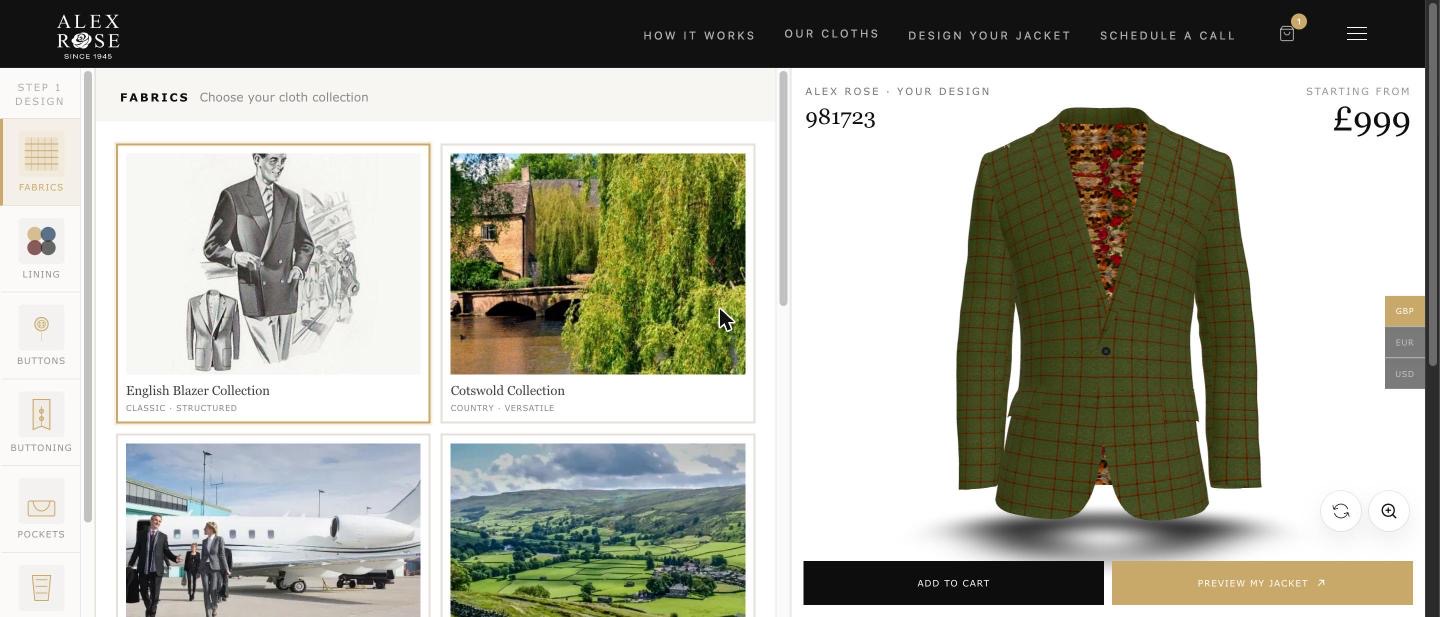 ALEX
ROSE
SINCE 1945
HOW IT WORKS
OUR CLOTHS
DESIGN YOUR JACKET
SCHEDULE A CALL
1
STEP 1
DESIGN
FABRICS
LINING
BUTTONS
BUTTONING
POCKETS
FABRICS Choose your cloth collection
English Blazer Collection
CLASSIC · STRUCTURED
Cotswold Collection
COUNTRY · VERSATILE
ALEX ROSE · YOUR DESIGN
981723
STARTING FROM
£999
GBP
EUR
USD
ADD TO CART
PREVIEW MY JACKET